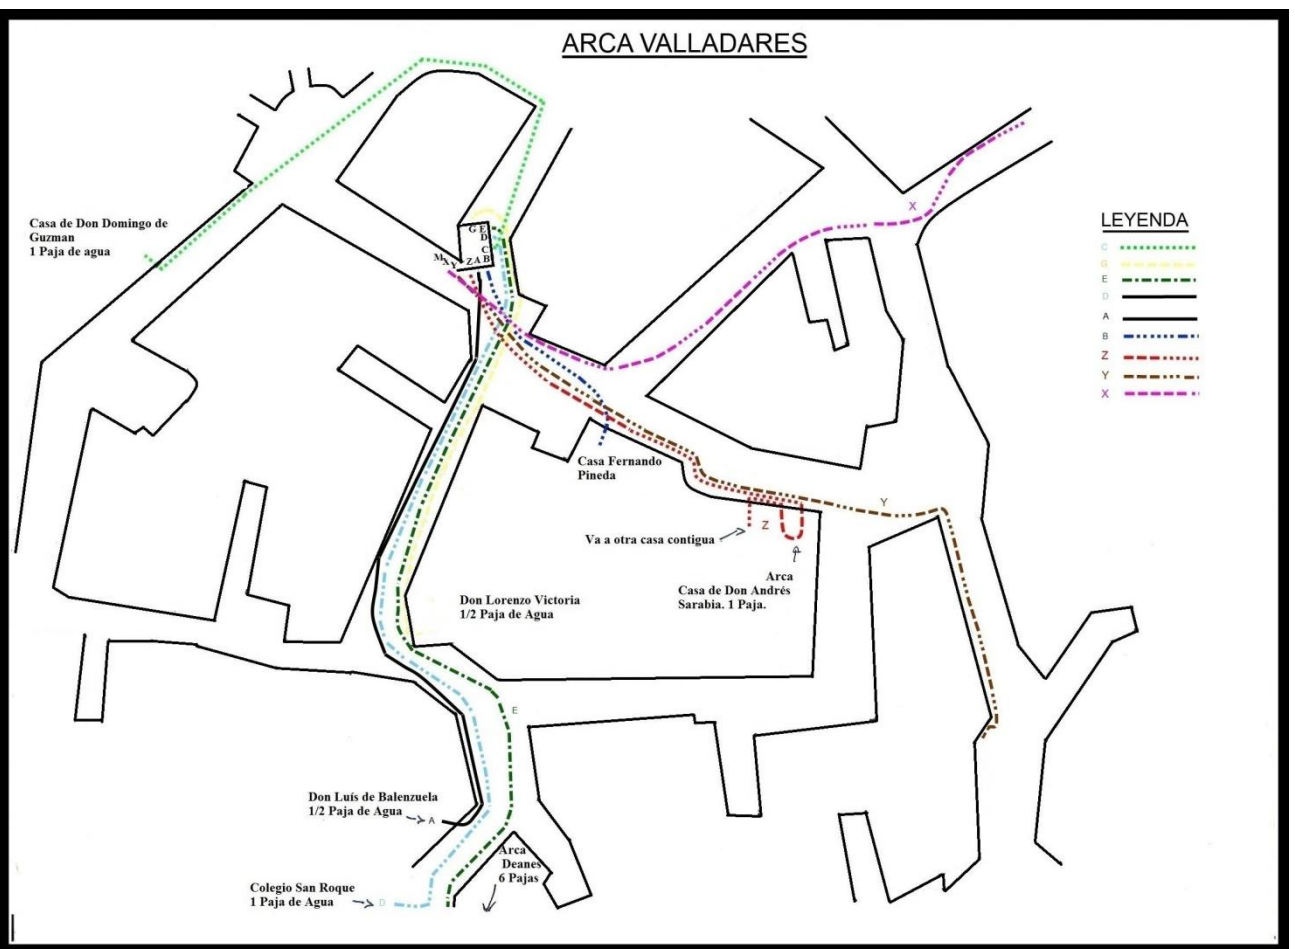 ARCA VALLADARES
Casa de Don Domingo de
Guzman
1 Paja de agua
G E
D
C
M X Y Z A B
X
LEYENDA
C
G
E
D
A
B
Z
Y
X
Casa Fernando
Pineda
Y
Va a otra casa contigua
Z
Arca
Casa de Don Andrés
Sarabia. 1 Paja.
Don Lorenzo Victoria
1/2 Paja de Agua
E
Don Luís de Balenzuela
1/2 Paja de Agua
A
Arca
Deanes
6 Pajas
Colegio San Roque
1 Paja de Agua
D